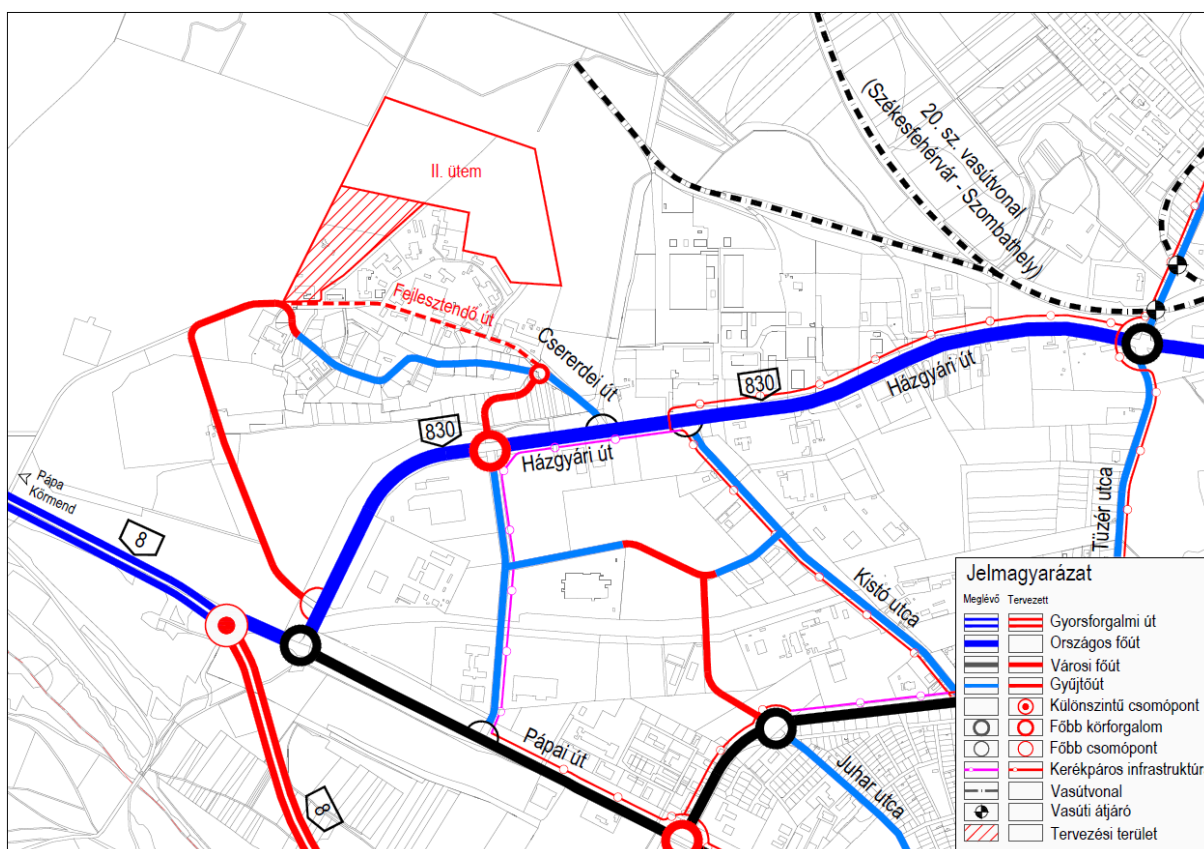 20. sz. vasútvonal
(Székesfehérvár - Szombathely)
II. ütem
Fejlesztendő út
Csererdei út
830
Házgyári út
830
Házgyári út
Pápa
Körmend
8
Tüzér utca
Kistó utca
Pápai út
Juhar utca
8
Jelmagyarázat
Meglévő Tervezett
Gyorsforgalmi út
Országos főút
Városi főút
Gyűjtőút
Különszintű csomópont
Főbb körforgalom
Főbb csomópont
Kerékpáros infrastruktúr
Vasútvonal
Vasúti átjáró
Tervezési terület